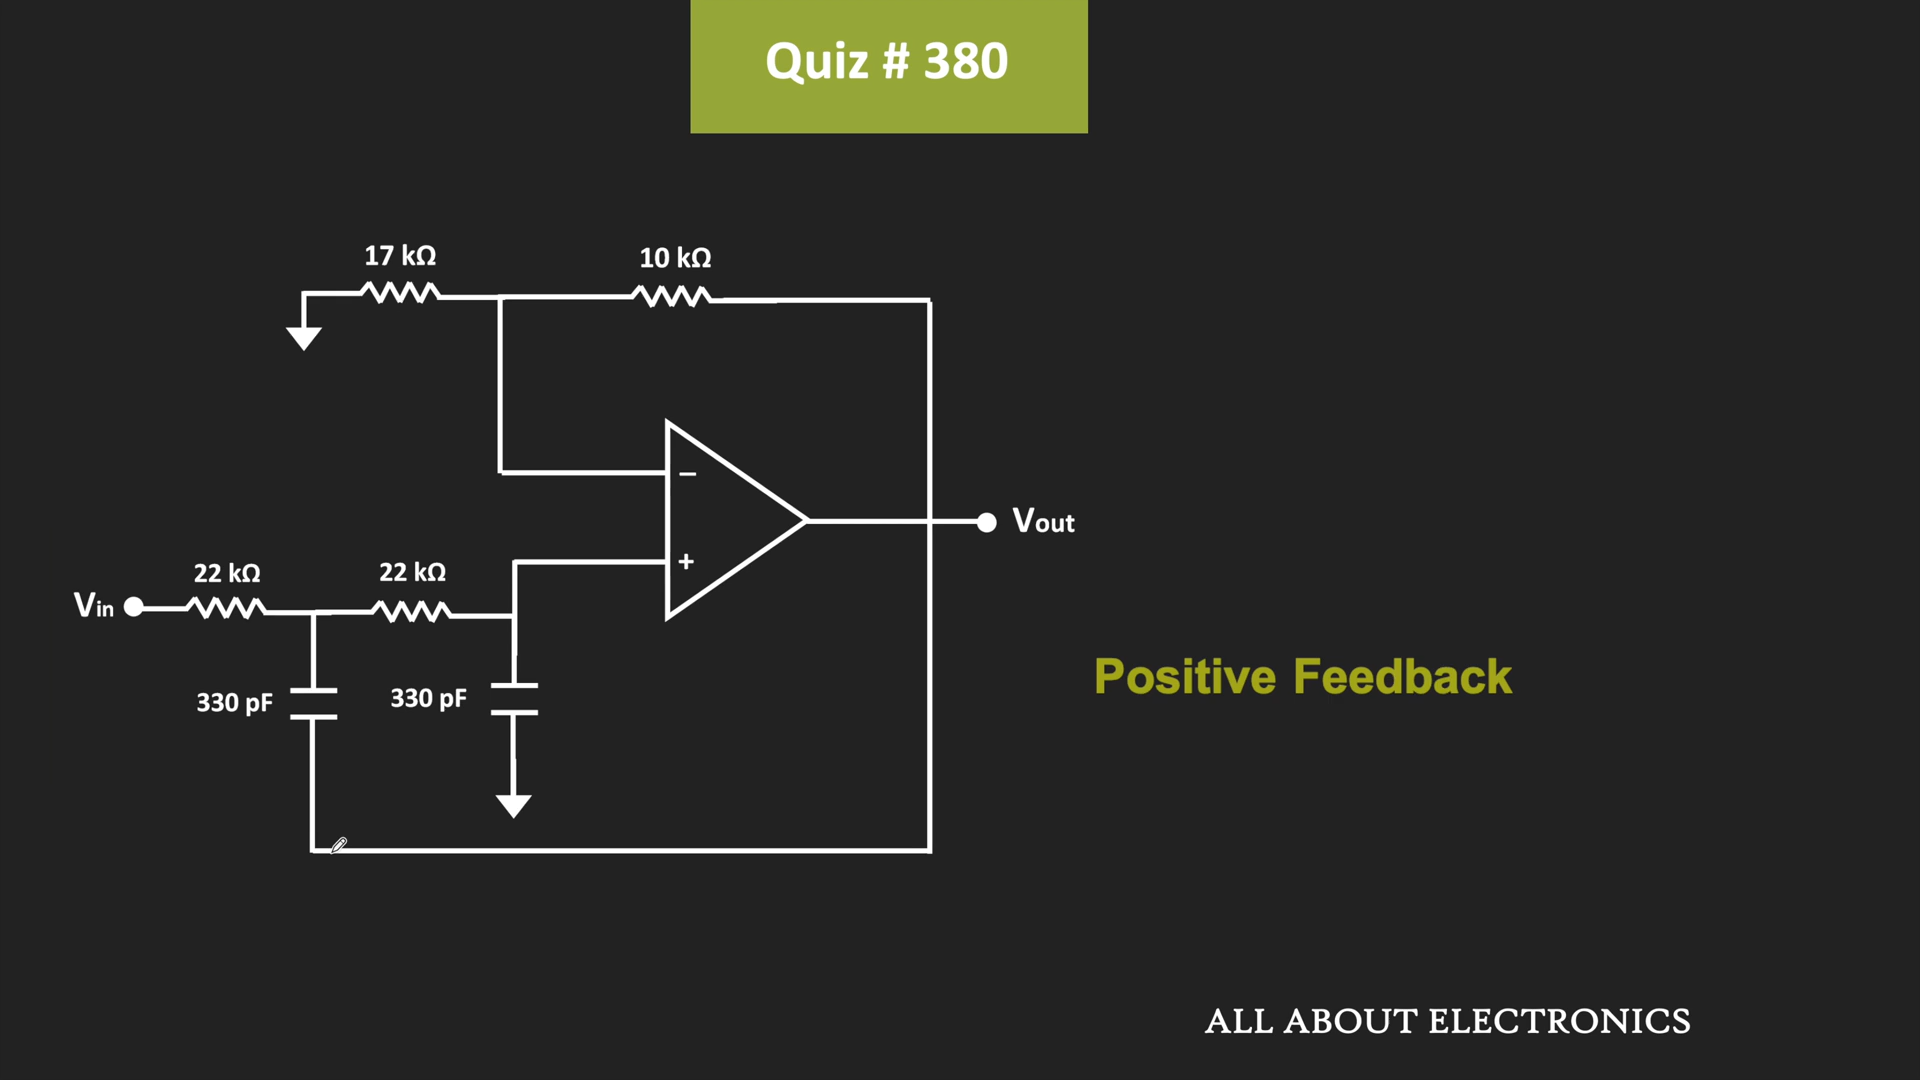 Quiz # 380
17 kΩ
10 kΩ
−
Vout
+
22 kΩ
22 kΩ
Vin
330 pF
330 pF
Positive Feedback
ALL ABOUT ELECTRONICS